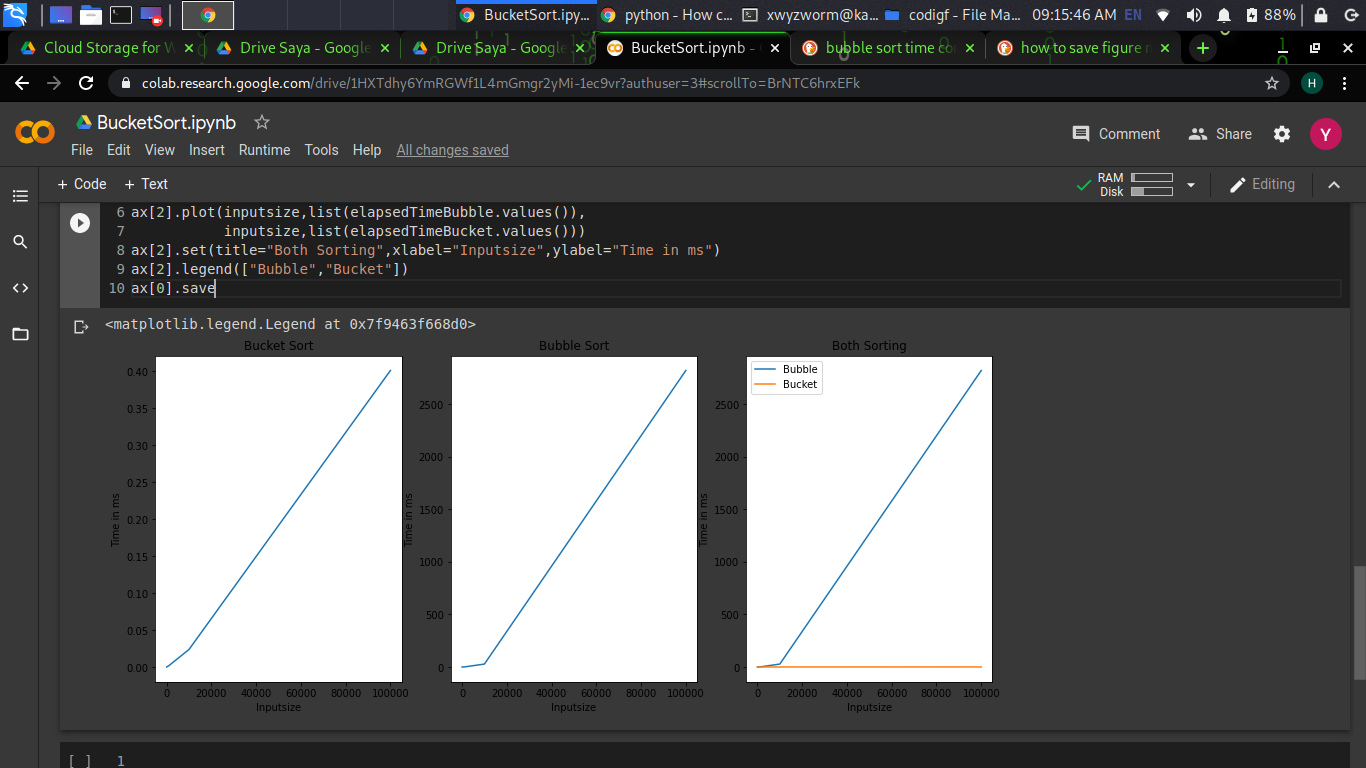 BucketSort.ipy...
python - How c...
xwyzworm@ka...
codigf - File Ma...
09:15:46 AM
EN
88%
Cloud Storage for W
Drive Saya - Google
Drive Saya - Google
BucketSort.ipynb -
bubble sort time co
how to save figure
colab.research.google.com/drive/1HXTdhy6YmRGWf1L4mGmgr2yMi-1ec9vr?authuser=3#scrollTo=BrNTC6hrxEFk
H
BucketSort.ipynb
Comment
Share
Y
File Edit View Insert Runtime Tools Help All changes saved
+ Code + Text
RAM
Disk
Editing
6 ax[2].plot(inputsize,list(elapsedTimeBubble.values()),
7 inputsize,list(elapsedTimeBucket.values()))
8 ax[2].set(title="Both Sorting",xlabel="Inputsize",ylabel="Time in ms")
9 ax[2].legend(["Bubble","Bucket"])
10 ax[0].save
<matplotlib.legend.Legend at 0x7f9463f668d0>
Bucket Sort
0.40
0.35
0.30
0.25
0.20
0.15
0.10
0.05
0.00
Time in ms
0 20000 40000 60000 80000 100000
Inputsize
Bubble Sort
2500
2000
1500
1000
500
0
Time in ms
0 20000 40000 60000 80000 100000
Inputsize
Both Sorting
Bubble
Bucket
2500
2000
1500
1000
500
0
Time in ms
0 20000 40000 60000 80000 100000
Inputsize
[ ] 1